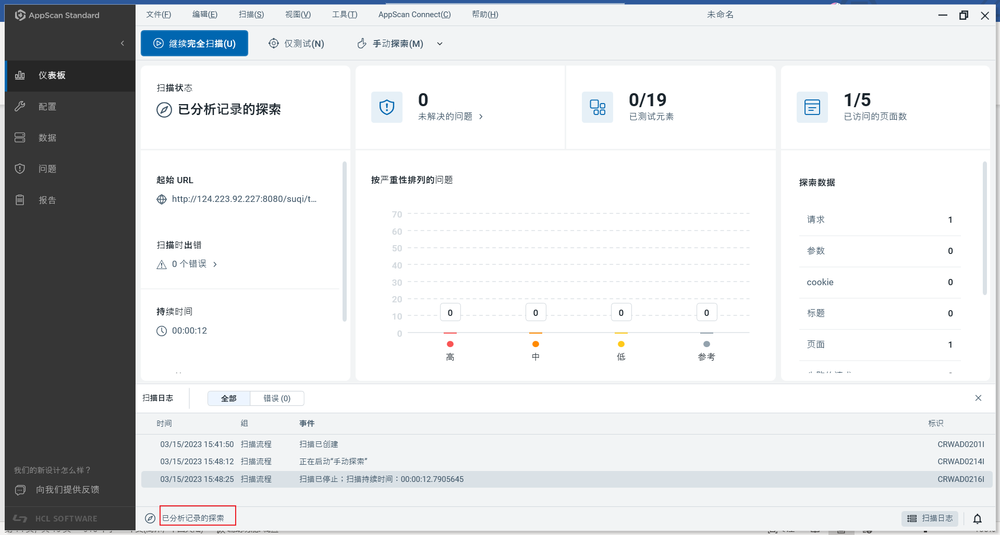 AppScan Standard
文件(F) 编辑(E) 扫描(S) 视图(V) 工具(T) AppScan Connect(C) 帮助(H) 未命名
继续完全扫描(U) 仅测试(N) 手动探索(M)
仪表板
配置
数据
问题
报告
我们的新设计怎么样？
向我们提供反馈
HCL SOFTWARE
扫描状态
已分析记录的探索
0
未解决的问题
0/19
已测试元素
1/5
已访问的页面数
起始 URL
http://124.223.92.227:8080/suqi/t...
扫描时出错
0 个错误
持续时间
00:00:12
按严重性排列的问题
70
60
50
40
30
20
10
0
0 0 0 0
高 中 低 参考
探索数据
请求 1
参数 0
cookie 0
标题 0
页面 1
扫描日志 全部 错误 (0)
时间 组 事件 标识
03/15/2023 15:41:50 扫描流程 扫描已创建 CRWAD0201I
03/15/2023 15:48:12 扫描流程 正在启动“手动探索” CRWAD0214I
03/15/2023 15:48:25 扫描流程 扫描已停止；扫描持续时间：00:00:12.7905645 CRWAD0216I
已分析记录的探索 扫描日志